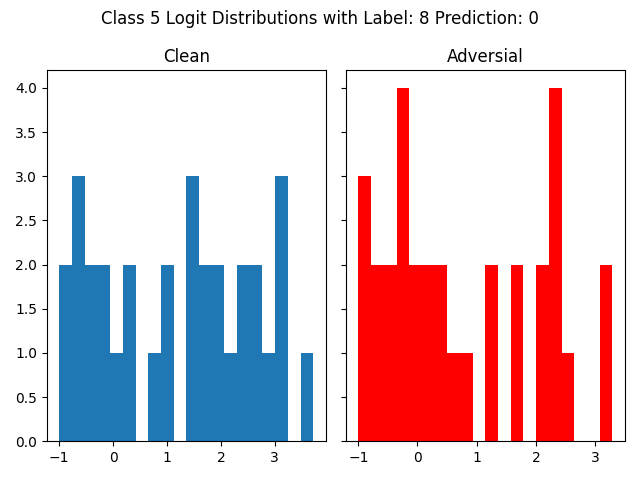 Class 5 Logit Distributions with Label: 8 Prediction: 0
Clean
Adversial
4.0
3.5
3.0
2.5
2.0
1.5
1.0
0.5
0.0
−1 0 1 2 3
−1 0 1 2 3